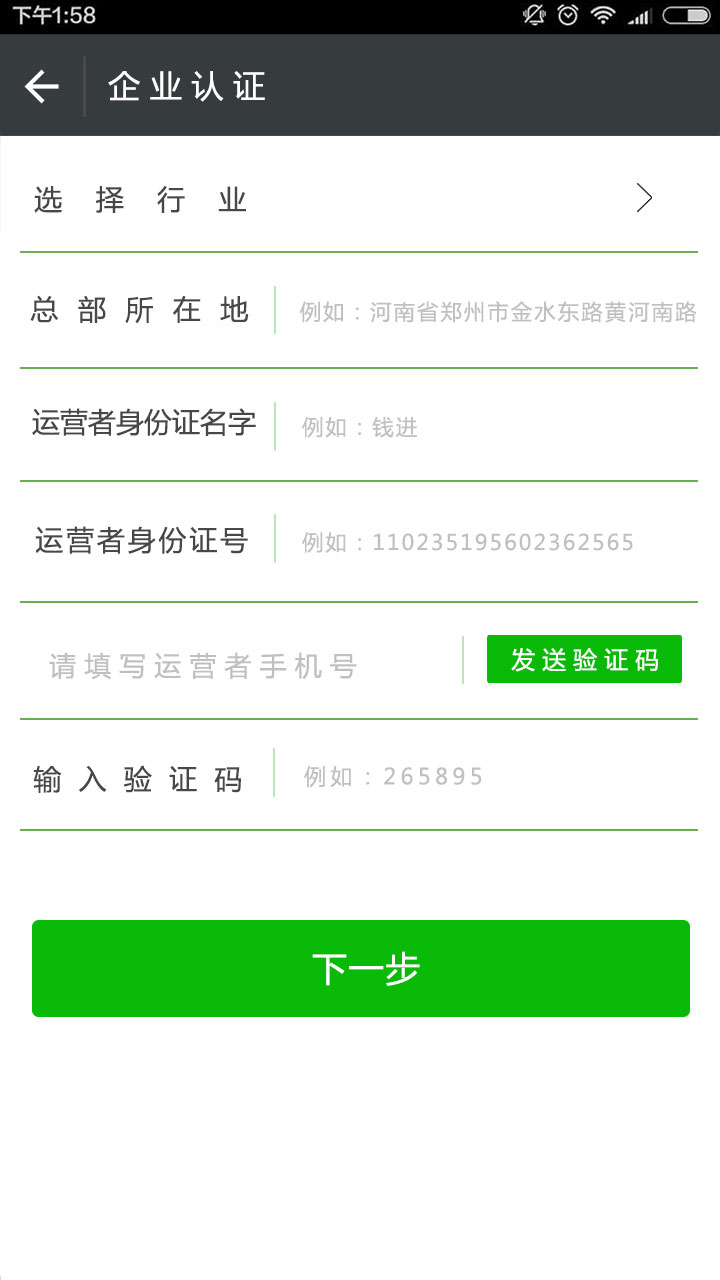 下午1:58
企业认证
选择行业
总部所在地 例如：河南省郑州市金水东路黄河南路
运营者身份证名字 例如：钱进
运营者身份证号 例如：110235195602362565
请填写运营者手机号 发送验证码
输入验证码 例如：265895
下一步